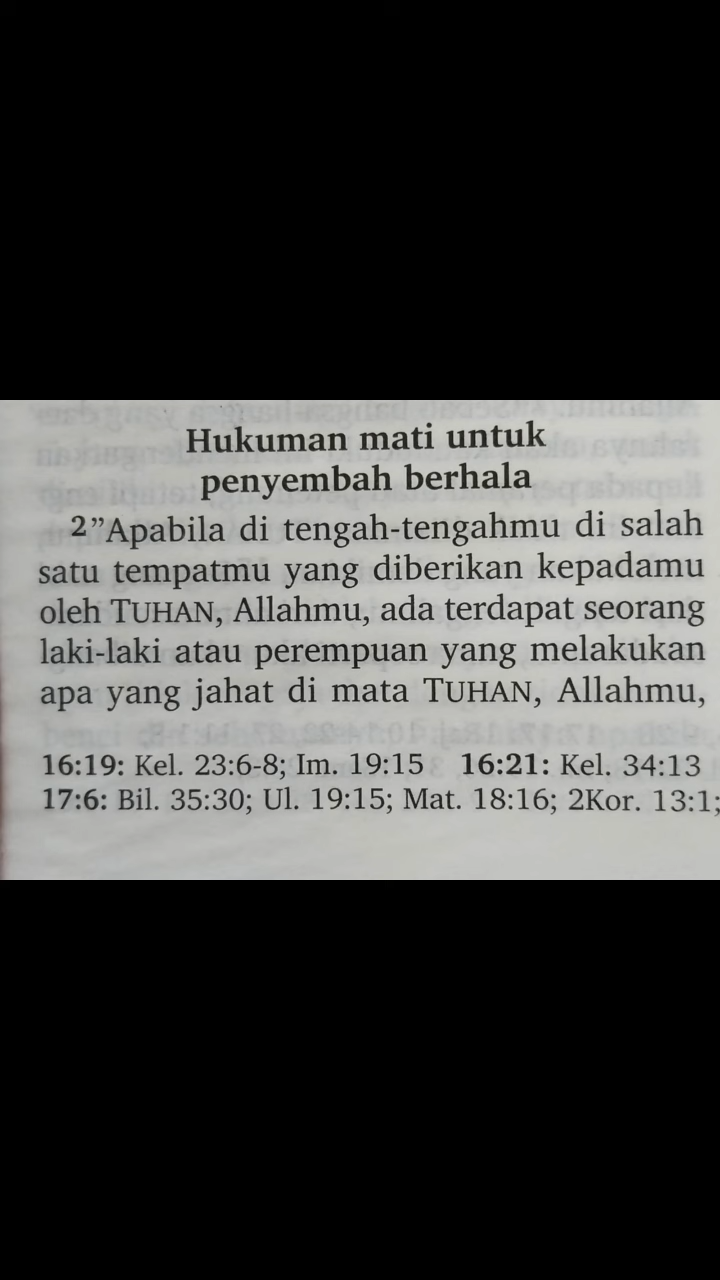 Hukuman mati untuk
penyembah berhala
2”Apabila di tengah-tengahmu di salah
satu tempatmu yang diberikan kepadamu
oleh TUHAN, Allahmu, ada terdapat seorang
laki-laki atau perempuan yang melakukan
apa yang jahat di mata TUHAN, Allahmu,
16:19: Kel. 23:6-8; Im. 19:15 16:21: Kel. 34:13
17:6: Bil. 35:30; Ul. 19:15; Mat. 18:16; 2Kor. 13:1;